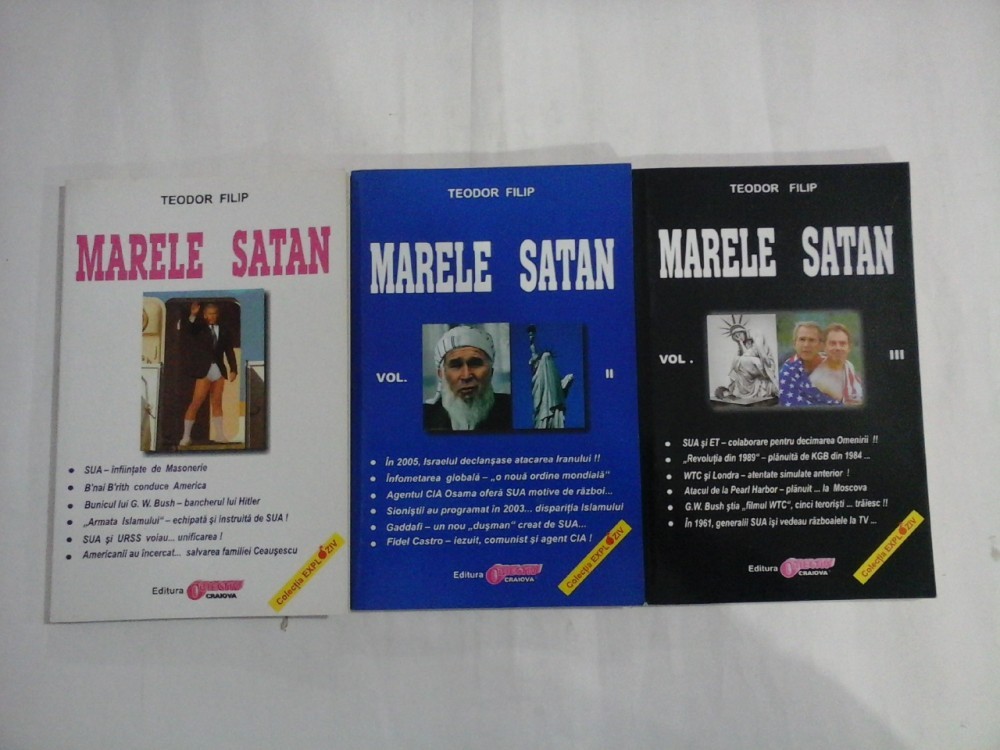 TEODOR FILIP
MARELE SATAN
SUA – înființate de Masonerie
B'nai B'rith conduce America
Bunicul lui G. W. Bush – bancherul lui Hitler
„Armata Islamului" – echipată și instruită de SUA !
SUA și URSS voiau... unificarea !
Americanii au încercat... salvarea familiei Ceaușescu
Editura
CRAIOVA
Colecția EXPLOZIV
TEODOR FILIP
MARELE SATAN
VOL. II
În 2005, Israelul declanșase atacarea Iranului !!
Înfometarea globală – „o nouă ordine mondială"
Agentul CIA Osama oferă SUA motive de război...
Sioniștii au programat în 2003... dispariția Islamului
Gaddafi – un nou „dușman" creat de SUA...
Fidel Castro – iezuit, comunist și agent CIA !
Editura
CRAIOVA
Colecția EXPLOZIV
TEODOR FILIP
MARELE SATAN
VOL. III
SUA și ET – colaborare pentru decimarea Omenirii !!
„Revoluția din 1989" – plănuită de KGB din 1984 ...
WTC și Londra – atentate simulate anterior !
Atacul de la Pearl Harbor – plănuit ... la Moscova
G.W. Bush știa „filmul WTC", cinci teroriști ... trăiesc !!
În 1961, generalii SUA își vedeau războaiele la TV ...
Editura
CRAIOVA
Colecția EXPLOZIV